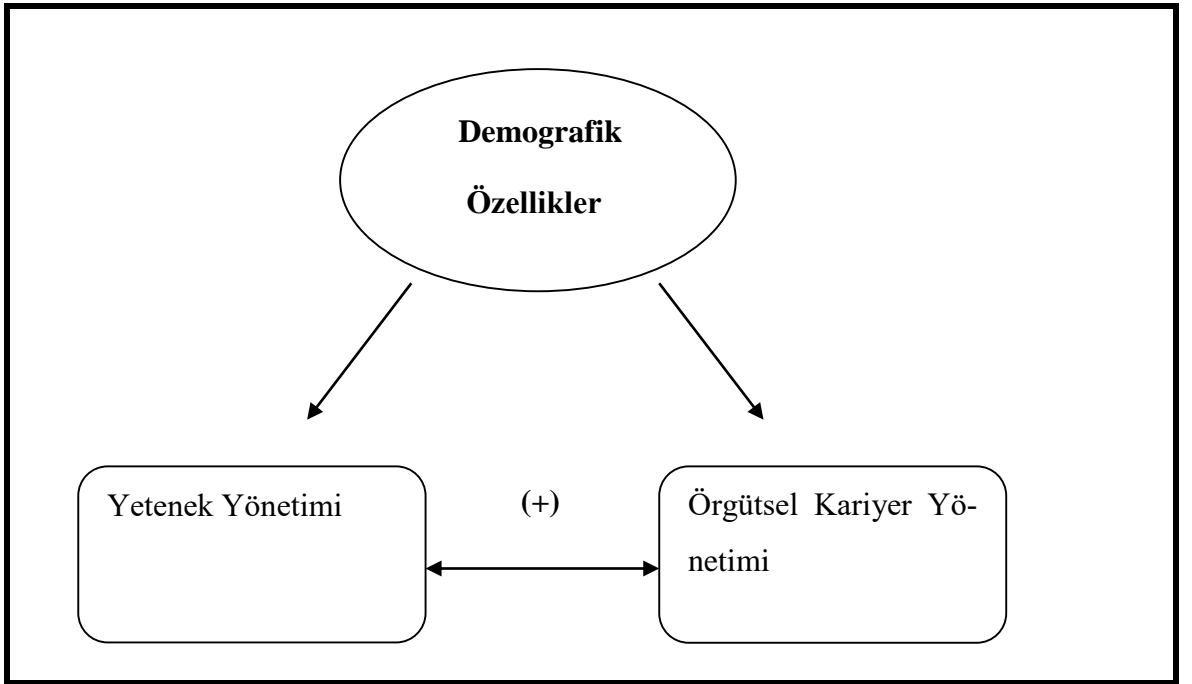 Demografik
Özellikler
Yetenek Yönetimi
(+)
Örgütsel Kariyer Yö-
netimi